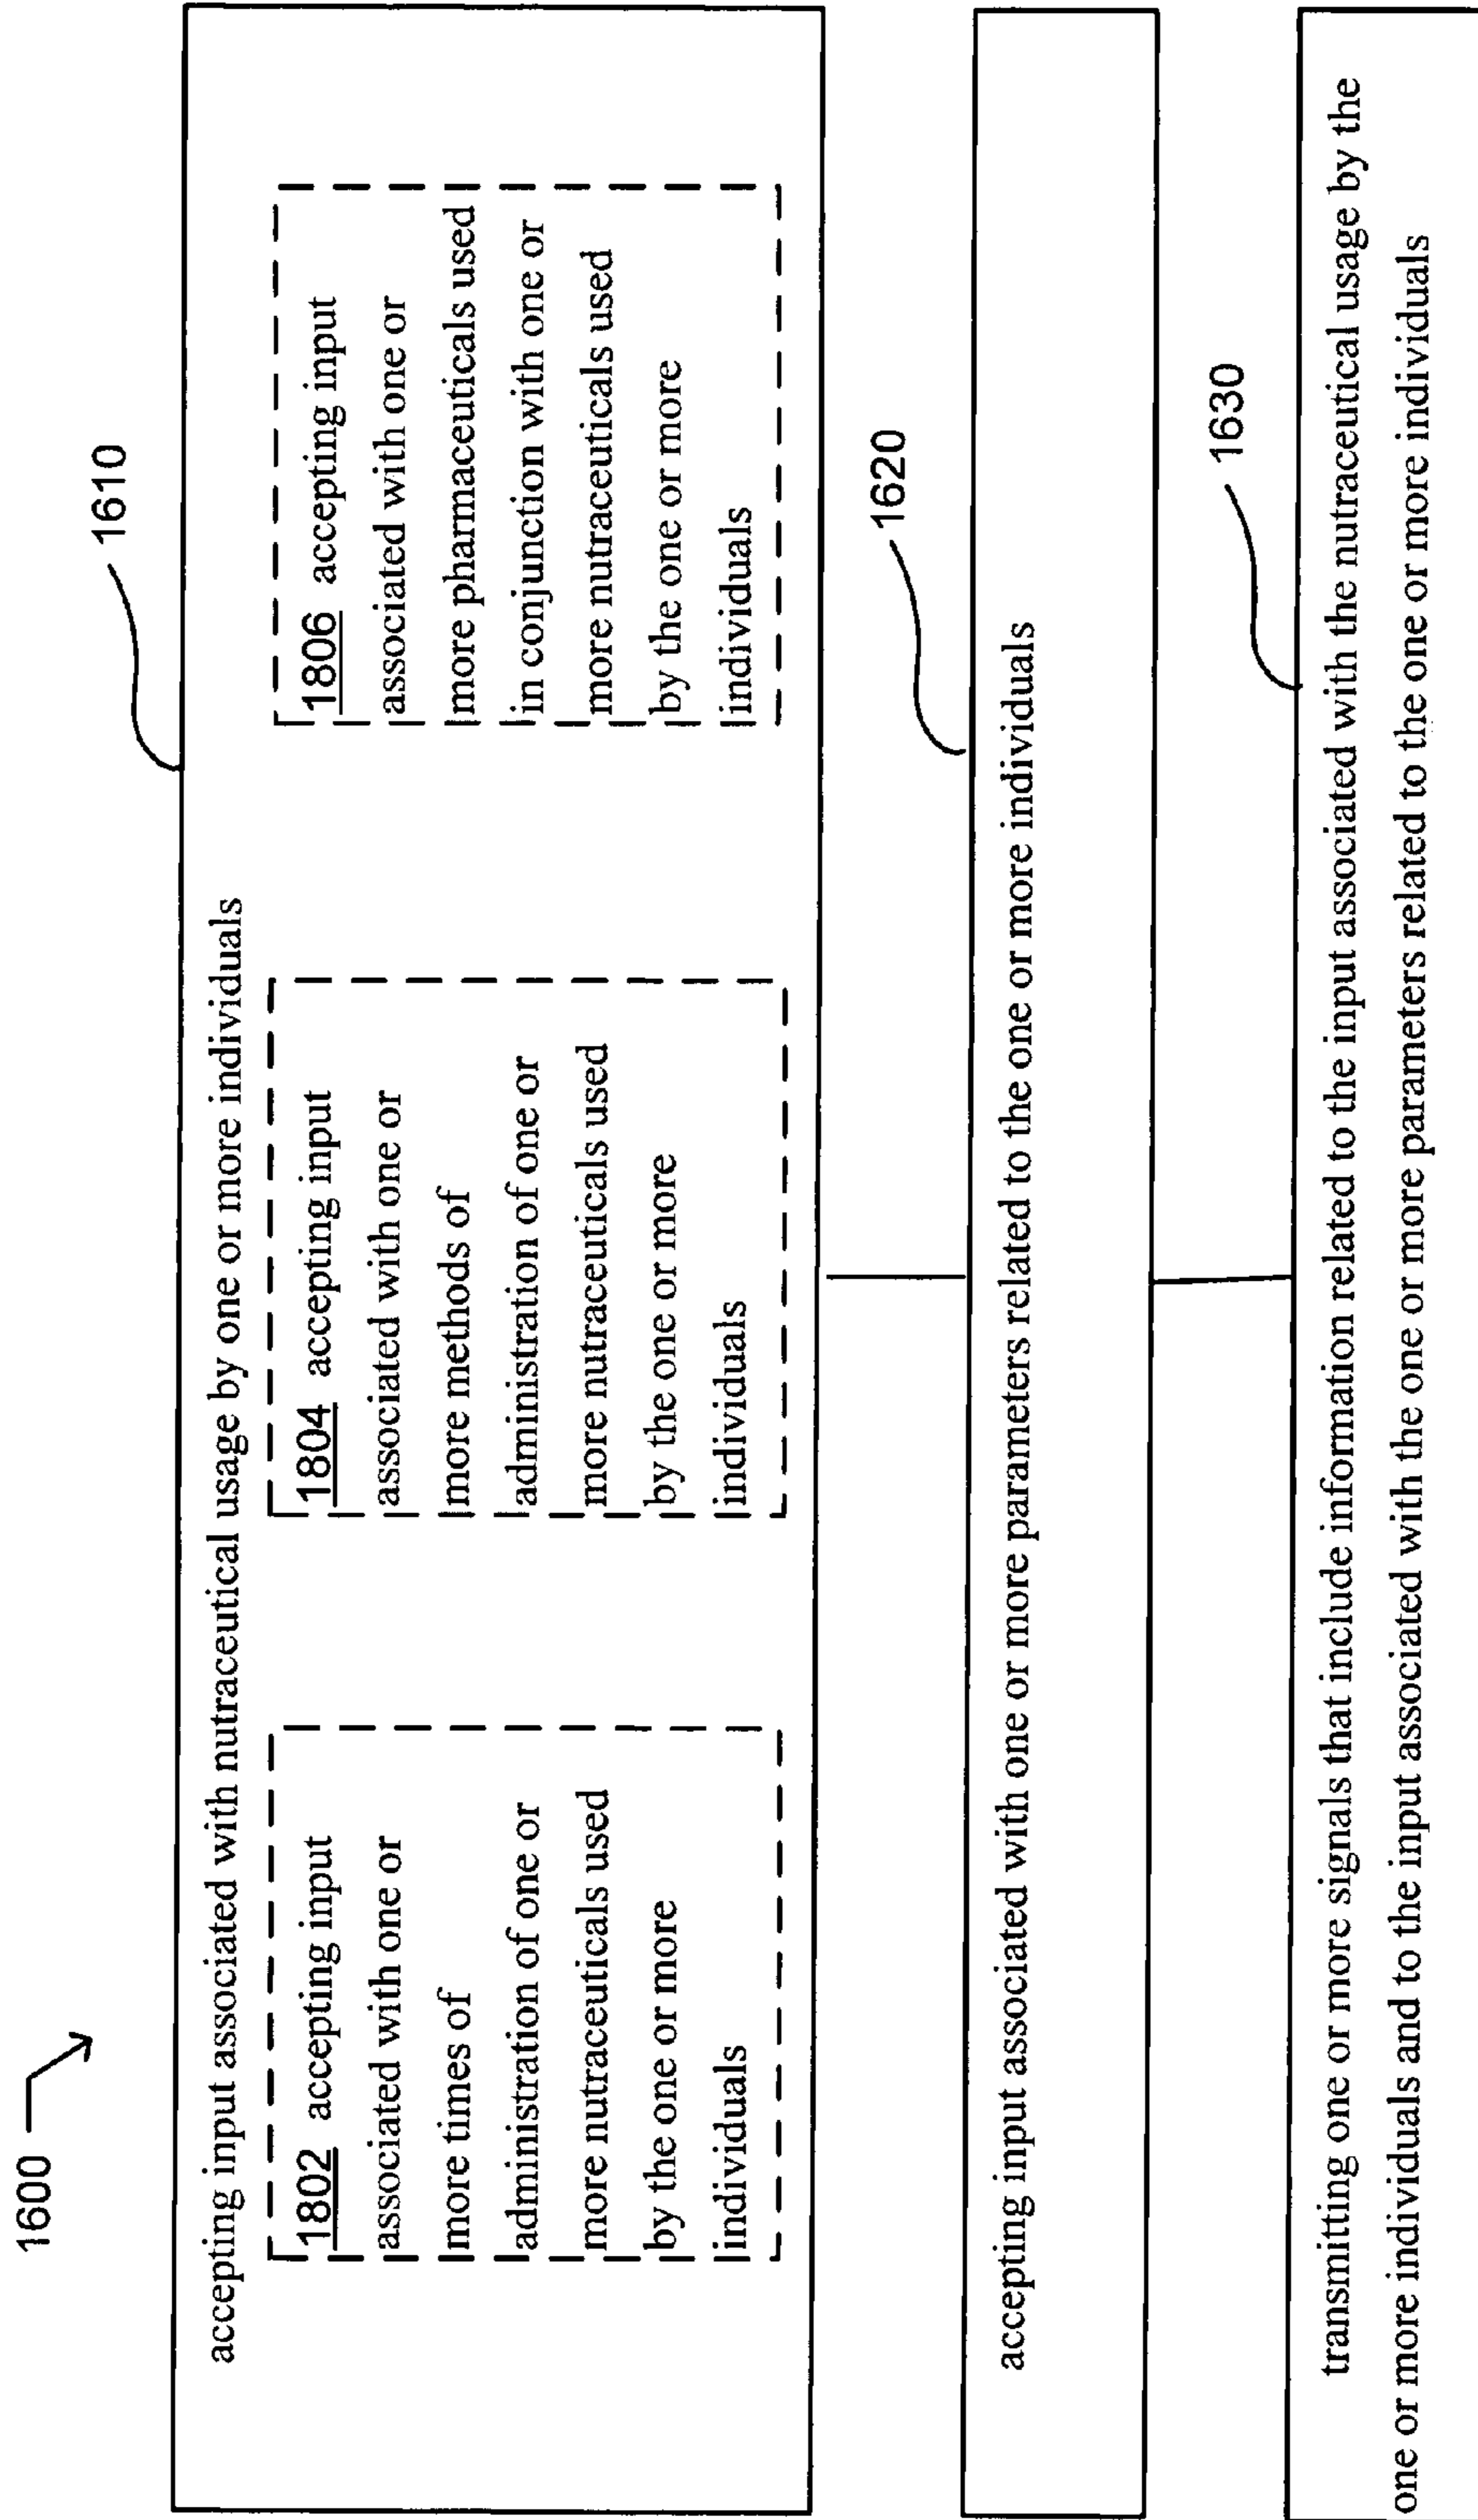 1600
1610
accepting input associated with nutraceutical usage by one or more individuals
1802 accepting input
associated with one or
more times of
administration of one or
more nutraceuticals used
by the one or more
individuals
1804 accepting input
associated with one or
more methods of
administration of one or
more nutraceuticals used
by the one or more
individuals
1806 accepting input
associated with one or
more pharmaceuticals used
in conjunction with one or
more nutraceuticals used
by the one or more
individuals
1620
accepting input associated with one or more parameters related to the one or more individuals
1630
transmitting one or more signals that include information related to the input associated with the nutraceutical usage by the
one or more individuals and to the input associated with the one or more parameters related to the one or more individuals